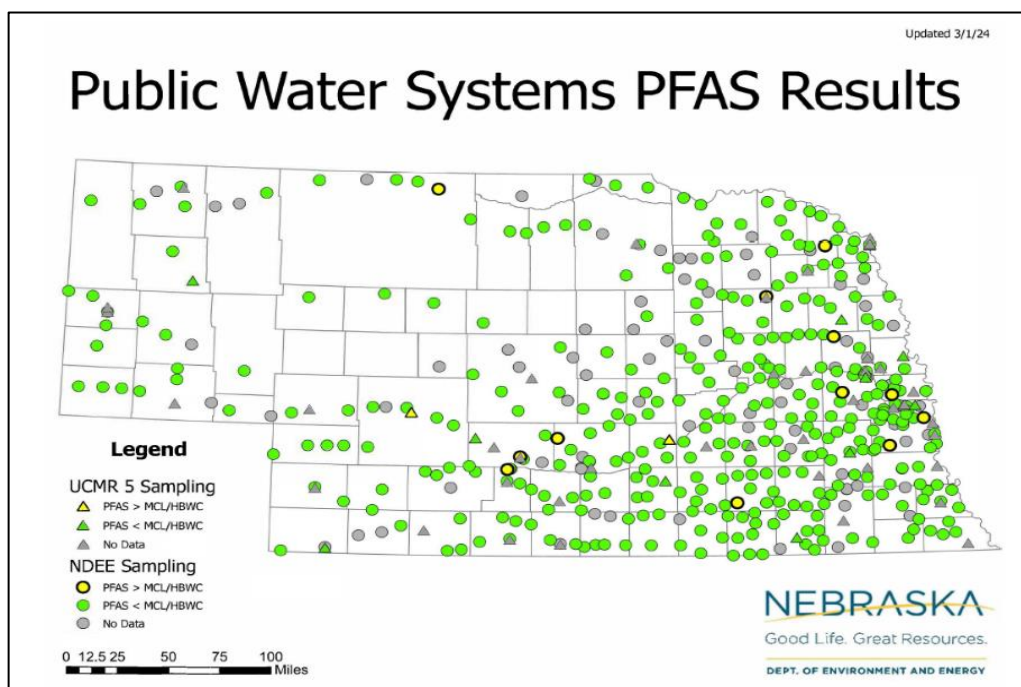 Updated 3/1/24
Public Water Systems PFAS Results
Legend
UCMR 5 Sampling
PFAS > MCL/HBWC
PFAS < MCL/HBWC
No Data
NDEE Sampling
PFAS > MCL/HBWC
PFAS < MCL/HBWC
No Data
0 12.5 25 50 75 100
Miles
NEBRASKA
Good Life. Great Resources.
DEPT. OF ENVIRONMENT AND ENERGY